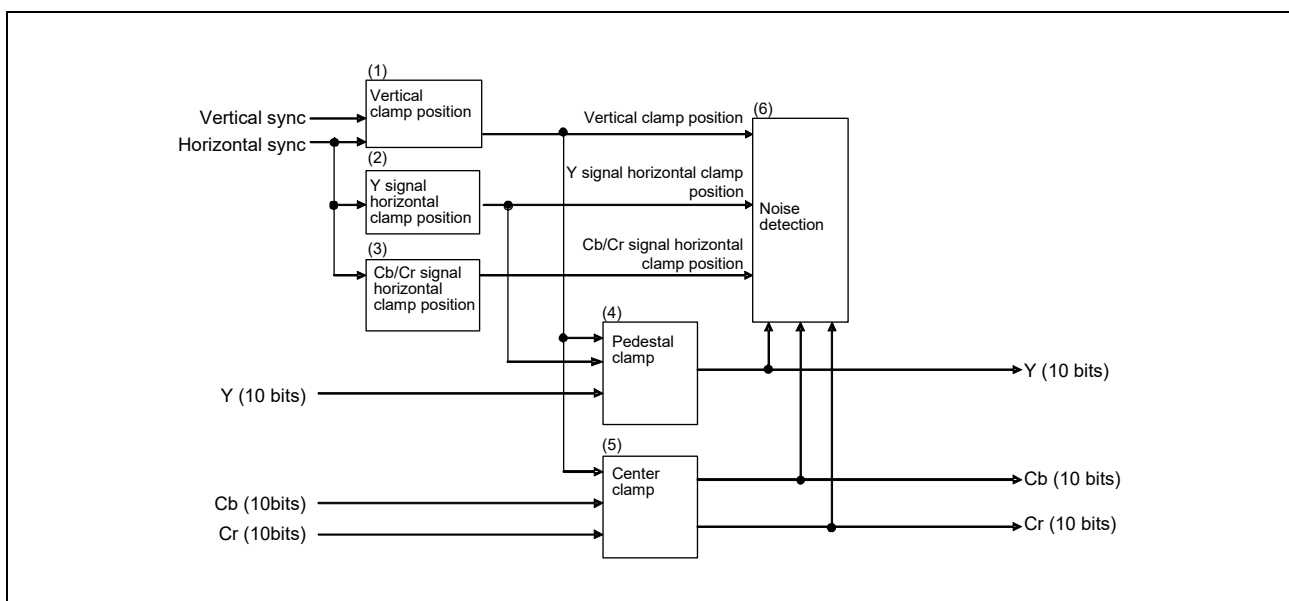 (1)
Vertical
clamp position
Vertical sync
Horizontal sync
(2)
Y signal
horizontal
clamp position
(3)
Cb/Cr signal
horizontal
clamp position
Vertical clamp position
Y signal horizontal clamp
position
Cb/Cr signal horizontal
clamp position
(6)
Noise
detection
(4)
Pedestal
clamp
Y (10 bits)
Y (10 bits)
(5)
Center
clamp
Cb (10bits)
Cr (10bits)
Cb (10 bits)
Cr (10 bits)